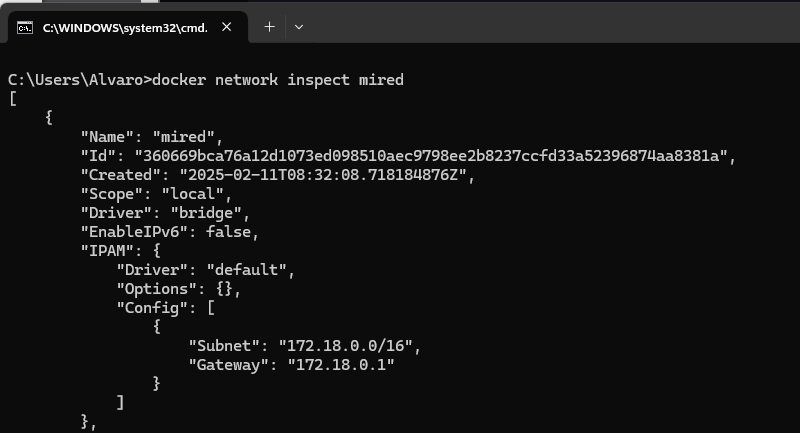 C:\WINDOWS\system32\cmd.
C:\Users\Alvaro>docker network inspect mired
[
    {
        "Name": "mired",
        "Id": "360669bca76a12d1073ed098510aec9798ee2b8237ccfd33a52396874aa8381a",
        "Created": "2025-02-11T08:32:08.718184876Z",
        "Scope": "local",
        "Driver": "bridge",
        "EnableIPv6": false,
        "IPAM": {
            "Driver": "default",
            "Options": {},
            "Config": [
                {
                    "Subnet": "172.18.0.0/16",
                    "Gateway": "172.18.0.1"
                }
            ]
        },